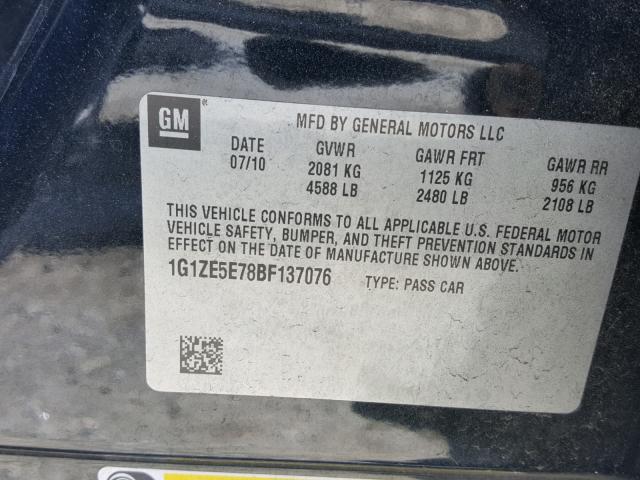 GM
MFD BY GENERAL MOTORS LLC
DATE GVWR GAWR FRT GAWR RR
07/10 2081 KG 1125 KG 956 KG
4588 LB 2480 LB 2108 LB
THIS VEHICLE CONFORMS TO ALL APPLICABLE U.S. FEDERAL MOTOR
VEHICLE SAFETY, BUMPER, AND THEFT PREVENTION STANDARDS IN
EFFECT ON THE DATE OF MANUFACTURE SHOWN ABOVE.
1G1ZE5E78BF137076 TYPE: PASS CAR